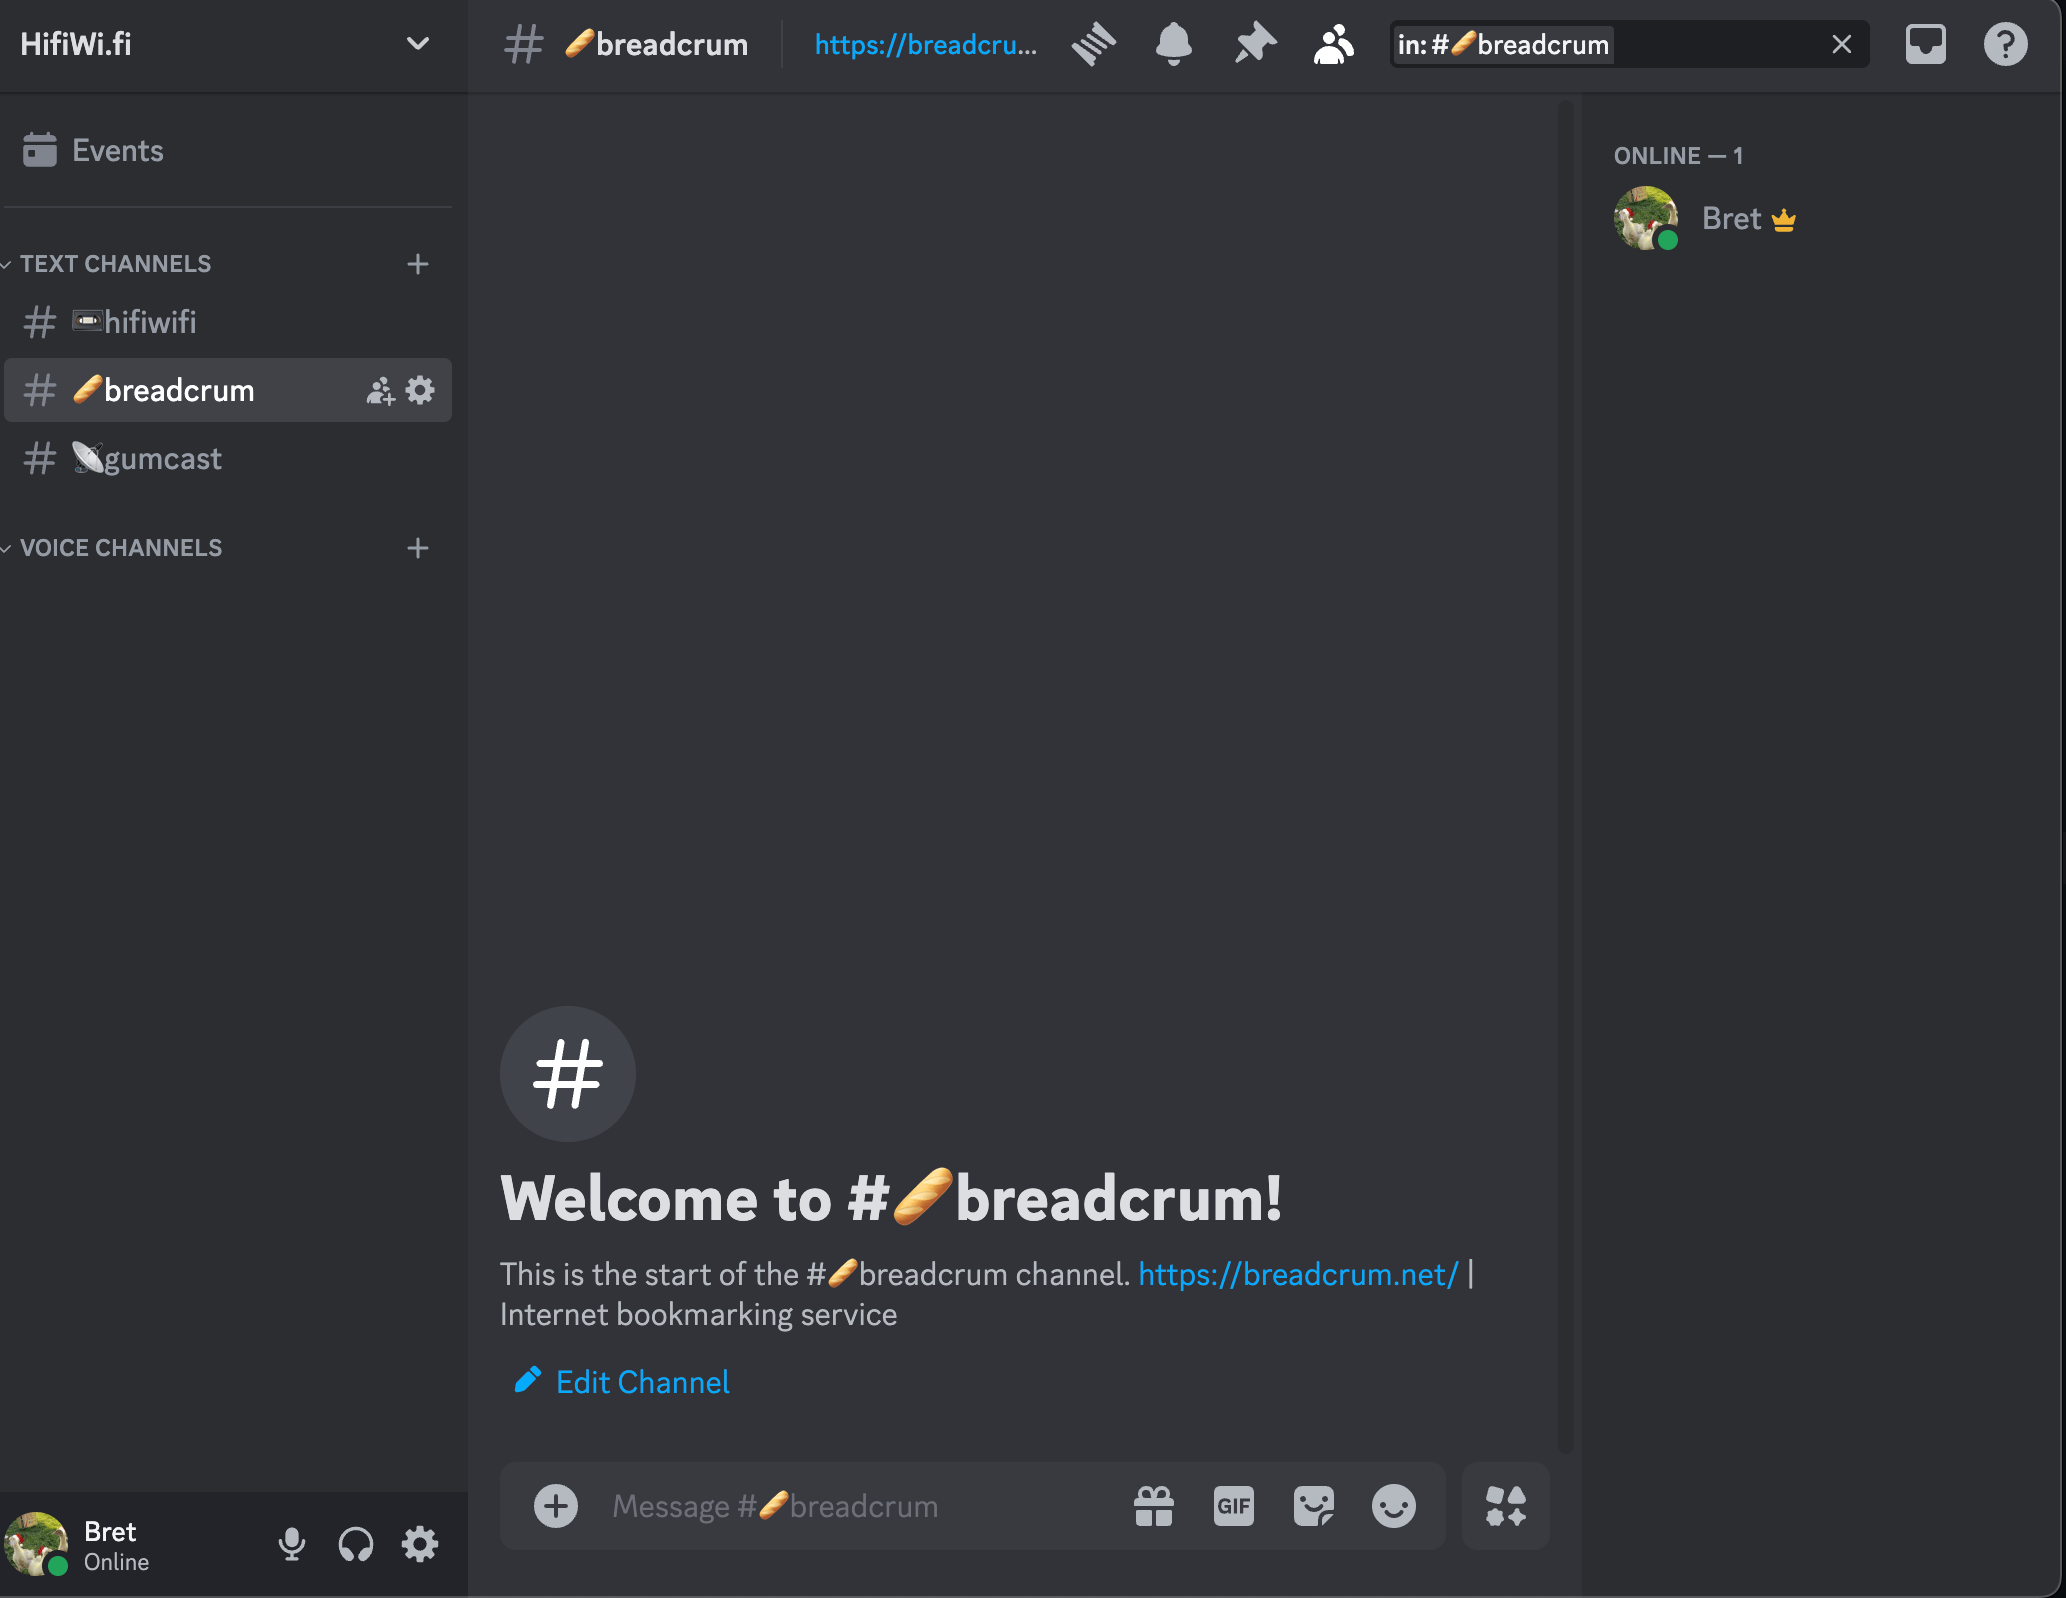 HifiWi.fi
Events
TEXT CHANNELS
# 📼hifiwifi
# 🥖breadcrum
# 📡gumcast
VOICE CHANNELS
Bret
Online
# 🥖breadcrum
https://breadcru...
in: #🥖breadcrum
Welcome to #🥖breadcrum!
This is the start of the #🥖breadcrum channel. https://breadcrum.net/ |
Internet bookmarking service
Edit Channel
Message #🥖breadcrum
GIF
ONLINE — 1
Bret